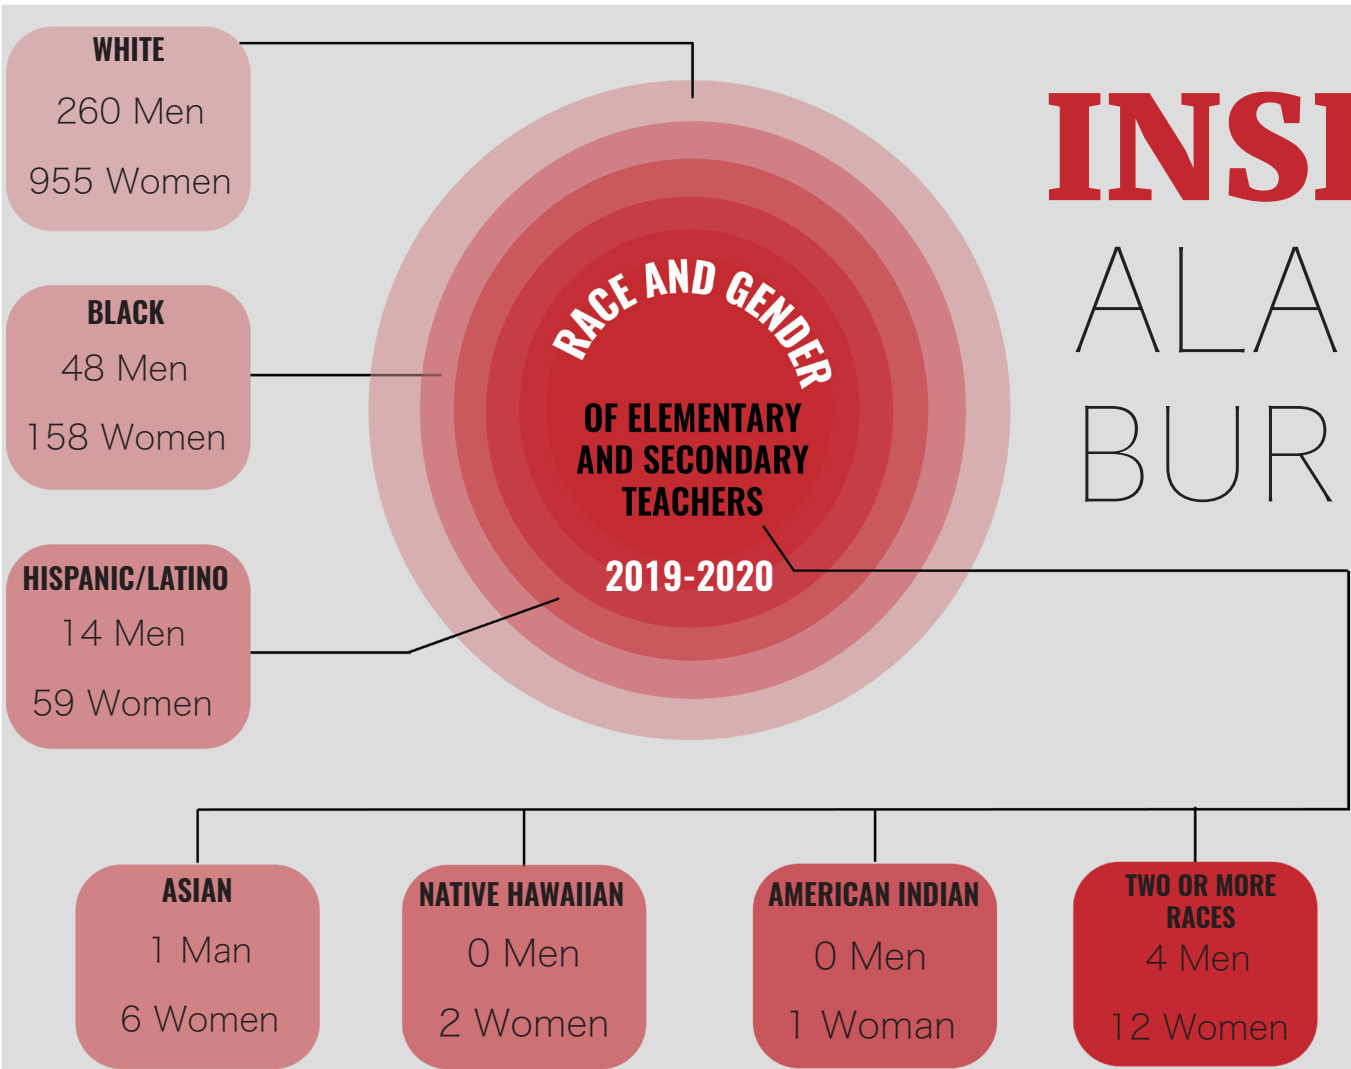 WHITE
260 Men
955 Women
BLACK
48 Men
158 Women
HISPANIC/LATINO
14 Men
59 Women
RACE AND GENDER
OF ELEMENTARY
AND SECONDARY
TEACHERS
2019-2020
INS
ALA
BUR
ASIAN
1 Man
6 Women
NATIVE HAWAIIAN
0 Men
2 Women
AMERICAN INDIAN
0 Men
1 Woman
TWO OR MORE
RACES
4 Men
12 Women